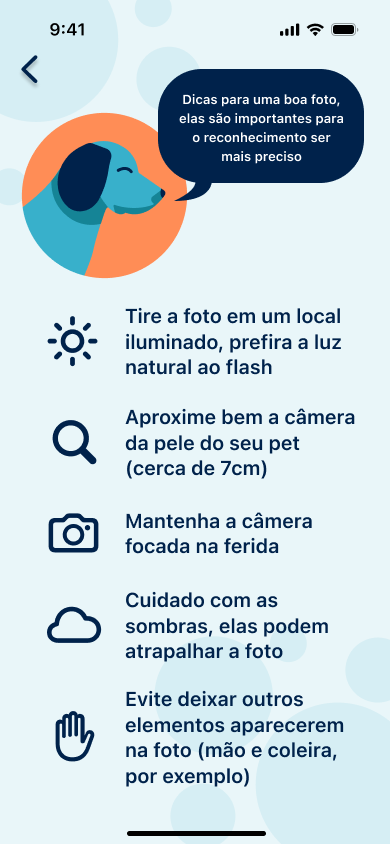 9:41
Dicas para uma boa foto,
elas são importantes para
o reconhecimento ser
mais preciso
Tire a foto em um local
iluminado, prefira a luz
natural ao flash
Aproxime bem a câmera
da pele do seu pet
(cerca de 7cm)
Mantenha a câmera
focada na ferida
Cuidado com as
sombras, elas podem
atrapalhar a foto
Evite deixar outros
elementos aparecerem
na foto (mão e coleira,
por exemplo)